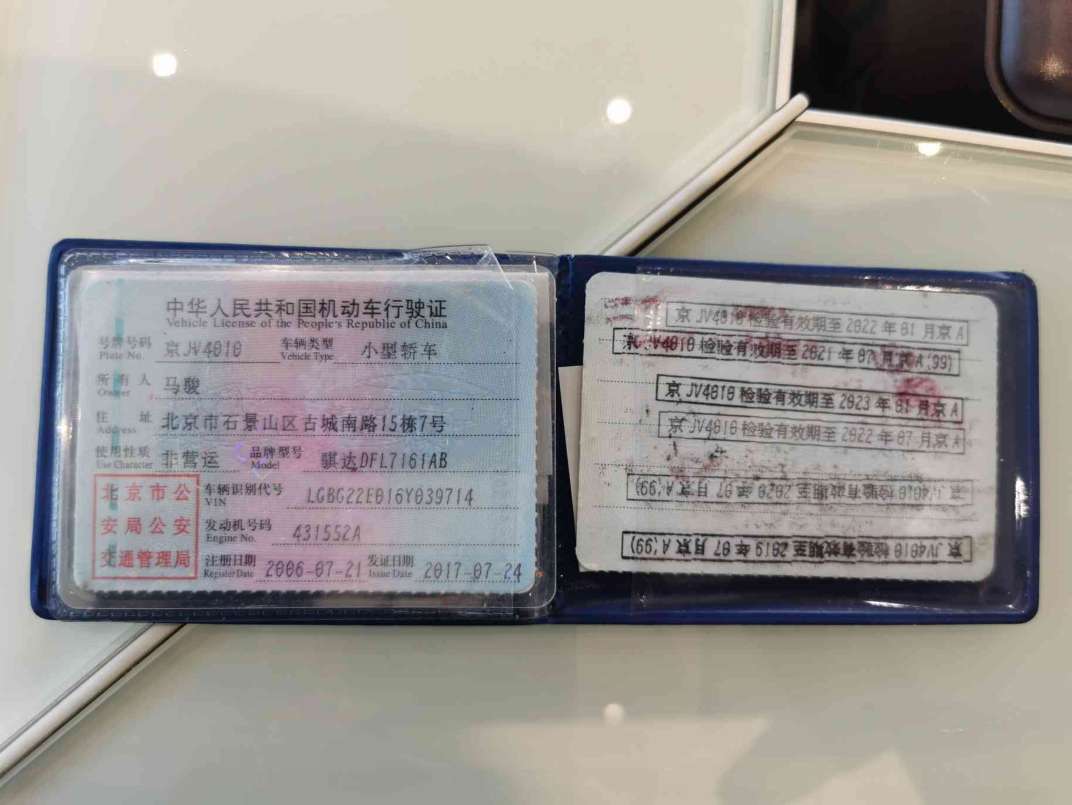 中华人民共和国机动车行驶证
Vehicle License of the People's Republic of China
号牌号码 京JV4010 车辆类型 小型轿车
Plate No. Vehicle Type
所有人 马骏
Owner
住址 北京市石景山区古城南路15栋7号
Address
使用性质 非营运 品牌型号 骐达DFL7161AB
Use Character Model
北京市公
安局公安
交通管理局
车辆识别代号 LGBG22E016Y039714
VIN
发动机号码 431552A
Engine No.
注册日期 2006-07-21 发证日期 2017-07-24
Register Date Issue Date
京JV4010检验有效期至2022年01月京A
京JV4010检验有效期至2021年07月京A(99)
京JV4010检验有效期至2023年01月京A
京JV4010检验有效期至2022年07月京A
京JV4010检验有效期至2020年07月京A(99)
京JV4010检验有效期至2019年07月京A(99)